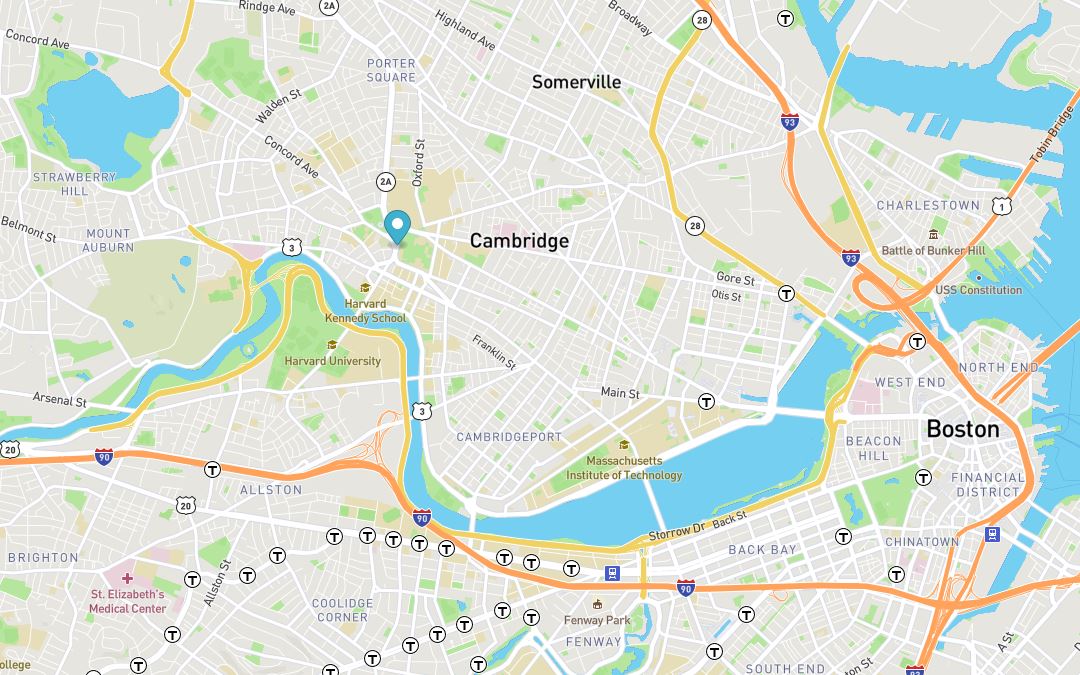 Rindge Ave
2A
Highland Ave
Broadway
28
T
Concord Ave
PORTER
SQUARE
Somerville
Walden St
93
Tobin Bridge
Concord Ave
Oxford St
STRAWBERRY
HILL
2A
CHARLESTOWN
1
Belmont St
MOUNT
AUBURN
3
Cambridge
28
Battle of Bunker Hill
93
Gore St
Otis St
T
USS Constitution
Harvard
Kennedy School
Harvard University
Franklin St
T
NORTH END
WEST END
Arsenal St
Main St
T
3
Boston
CAMBRIDGEPORT
BEACON
HILL
20
90
T
Massachusetts
Institute of Technology
ALLSTON
T
FINANCIAL
DISTRICT
20
90
Storrow Dr
Back St
T
T
T
T
T
T
CHINATOWN
BACK BAY
BRIGHTON
T
T
T
T
T
T
T
90
St. Elizabeth's
Medical Center
Allston St
COOLIDGE
CORNER
T
T
T
Fenway Park
FENWAY
T
T
T
A St
T
T
T
T
T
T
ollege
SOUTH END
ton St
93